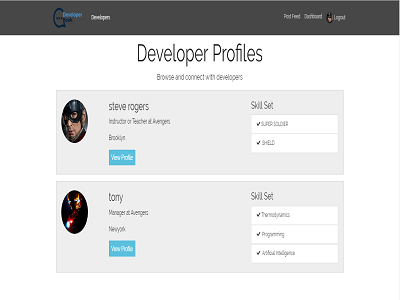 Developer
Developers
Post Feed
Dashboard
Logout
Developer Profiles
Browse and connect with developers
steve rogers
Instructor or Teacher at Avengers
Brooklyn
View Profile
Skill Set
✔ SUPER SOLDIER
✔ SHIELD
tony
Manager at Avengers
Newyork
View Profile
Skill Set
✔ Thermodynamics
✔ Programming
✔ Artificial Intelligence